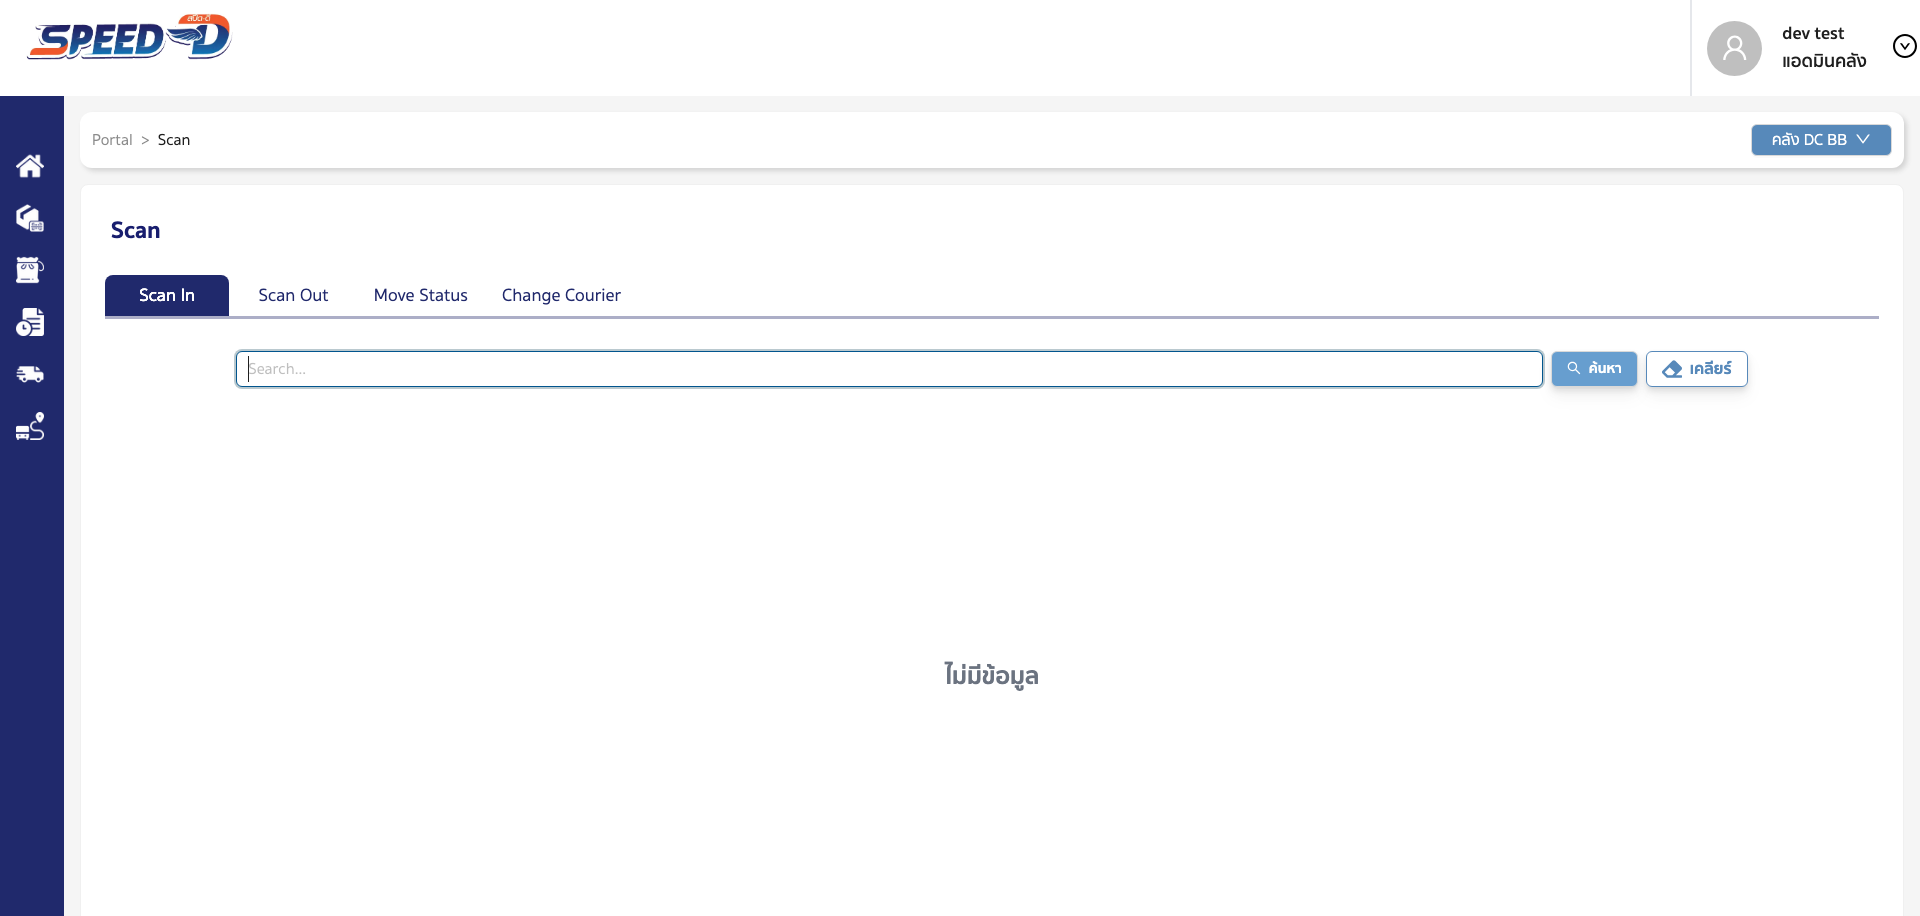 สปีด-ดี
SPEED-D
dev test
แอดมินคลัง
Portal > Scan
คลัง DC BB
Scan
Scan In
Scan Out
Move Status
Change Courier
Search...
ค้นหา
เคลียร์
ไม่มีข้อมูล